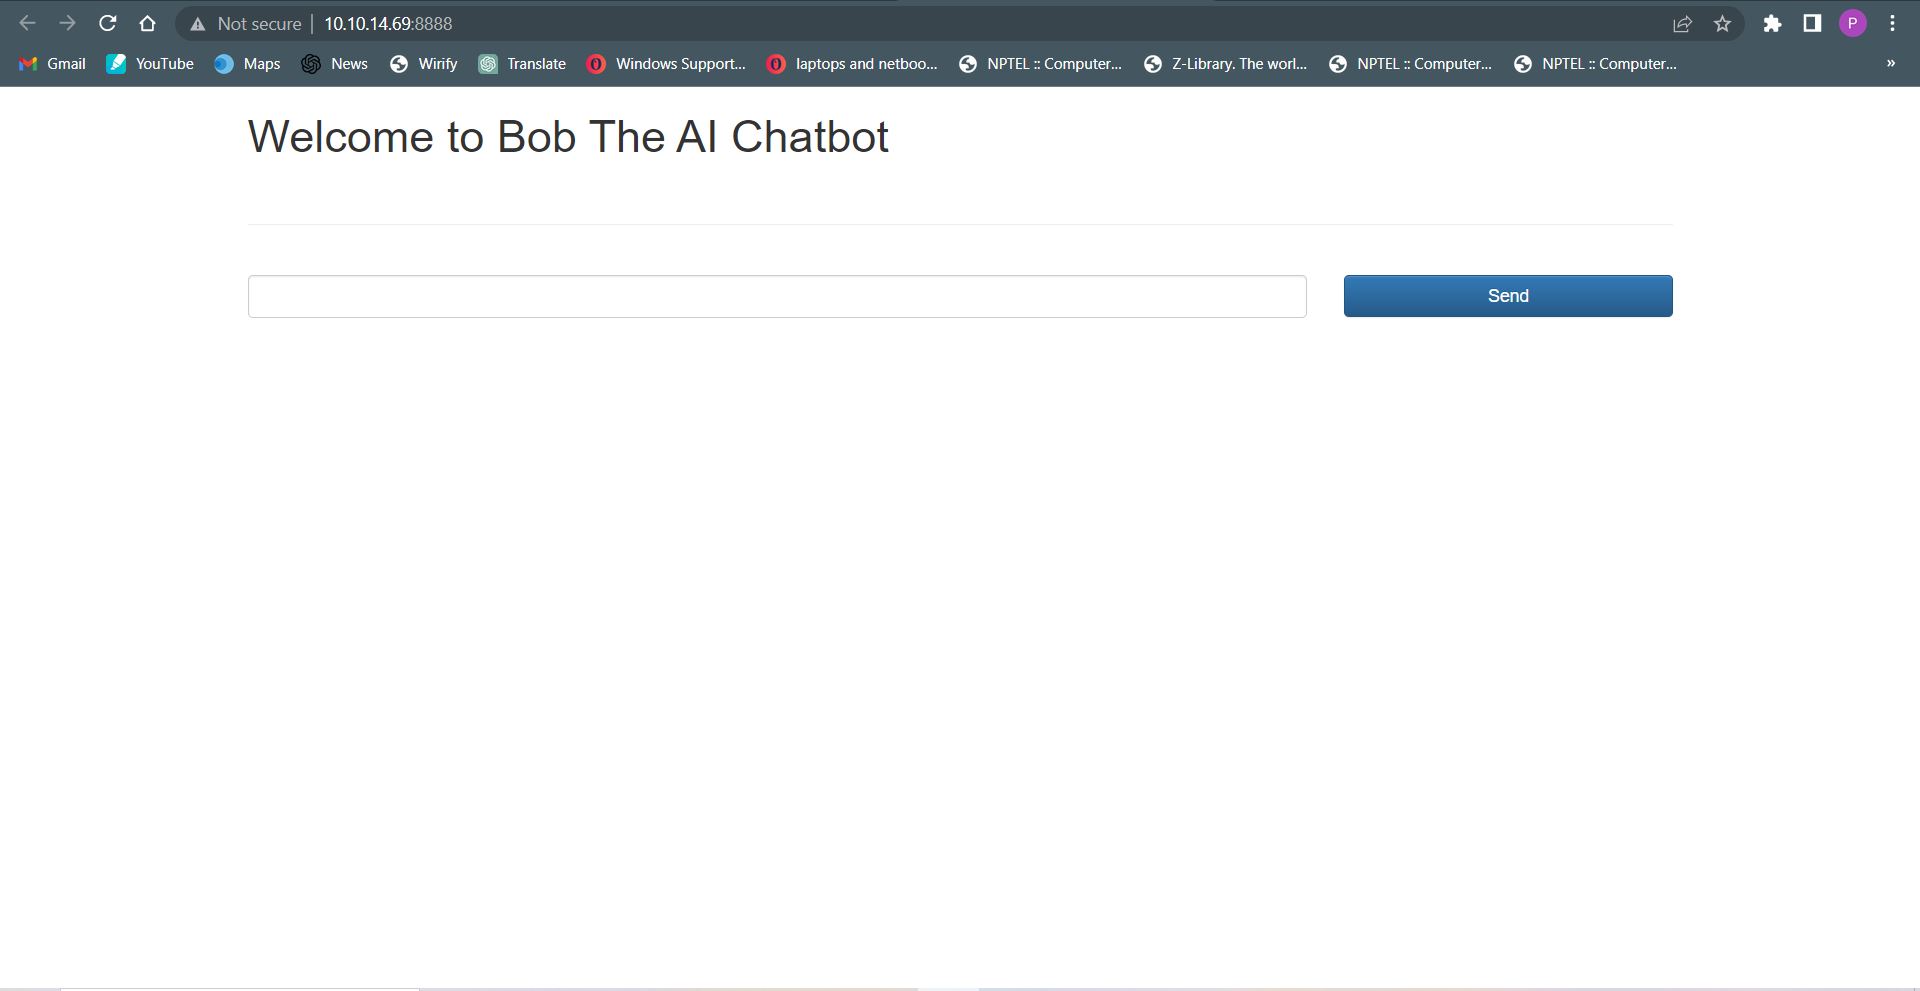 Not secure | 10.10.14.69:8888 P
Gmail YouTube Maps News Wirify Translate Windows Support... laptops and netboo... NPTEL :: Computer... Z-Library. The worl... NPTEL :: Computer... NPTEL :: Computer... »
Welcome to Bob The AI Chatbot
Send